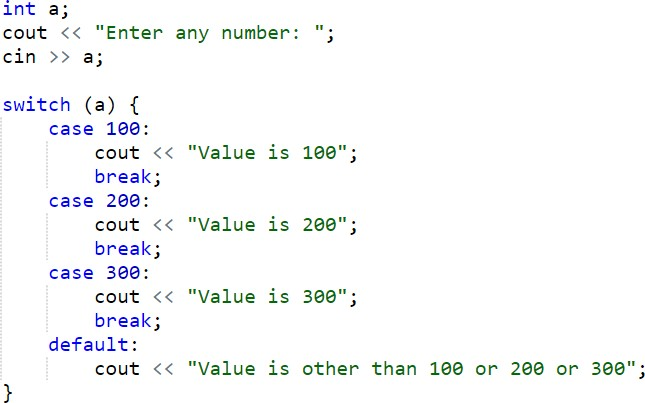 int a;
cout << "Enter any number: ";
cin >> a;

switch (a) {
    case 100:
        cout << "Value is 100";
        break;
    case 200:
        cout << "Value is 200";
        break;
    case 300:
        cout << "Value is 300";
        break;
    default:
        cout << "Value is other than 100 or 200 or 300";
}